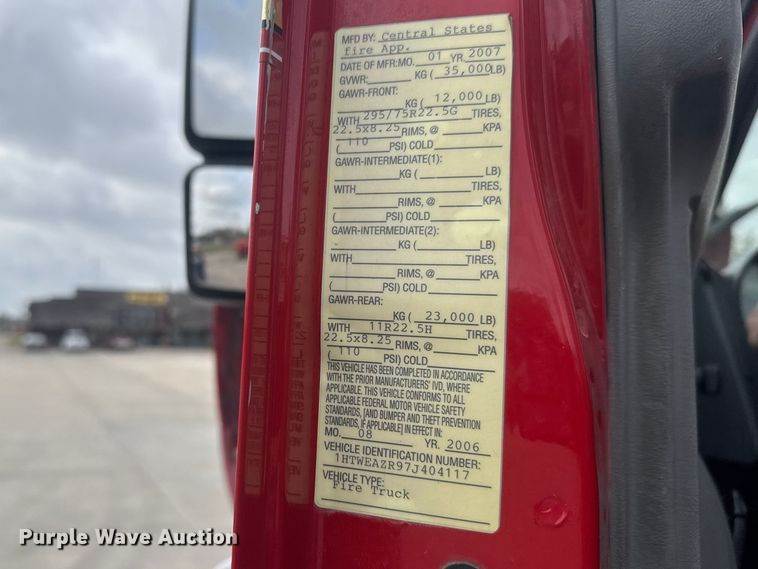 MFD BY: Central States
fire App.
DATE OF MFR: MO. 01 YR. 2007
GVWR: KG ( 35,000 LB)
GAWR-FRONT:
KG ( 12,000 LB)
WITH 295/75R22.5G TIRES,
22.5x8.25 RIMS, @ KPA
( 110 PSI) COLD
GAWR-INTERMEDIATE(1):
KG ( LB)
WITH TIRES,
RIMS, @ KPA
( PSI) COLD
GAWR-INTERMEDIATE(2):
KG ( LB)
WITH TIRES,
RIMS, @ KPA
( PSI) COLD
GAWR-REAR:
KG ( 23,000 LB)
WITH 11R22.5H TIRES,
22.5x8.25 RIMS, @ KPA
( 110 PSI) COLD
THIS VEHICLE HAS BEEN COMPLETED IN ACCORDANCE
WITH THE PRIOR MANUFACTURERS' IVD, WHERE
APPLICABLE. THIS VEHICLE CONFORMS TO ALL
APPLICABLE FEDERAL MOTOR VEHICLE SAFETY
STANDARDS, [AND BUMPER AND THEFT PREVENTION
STANDARDS, IF APPLICABLE] IN EFFECT IN:
MO. 08 YR. 2006
VEHICLE IDENTIFICATION NUMBER:
1HTWEAZR97J404117
VEHICLE TYPE:
Fire Truck
Purple Wave Auction